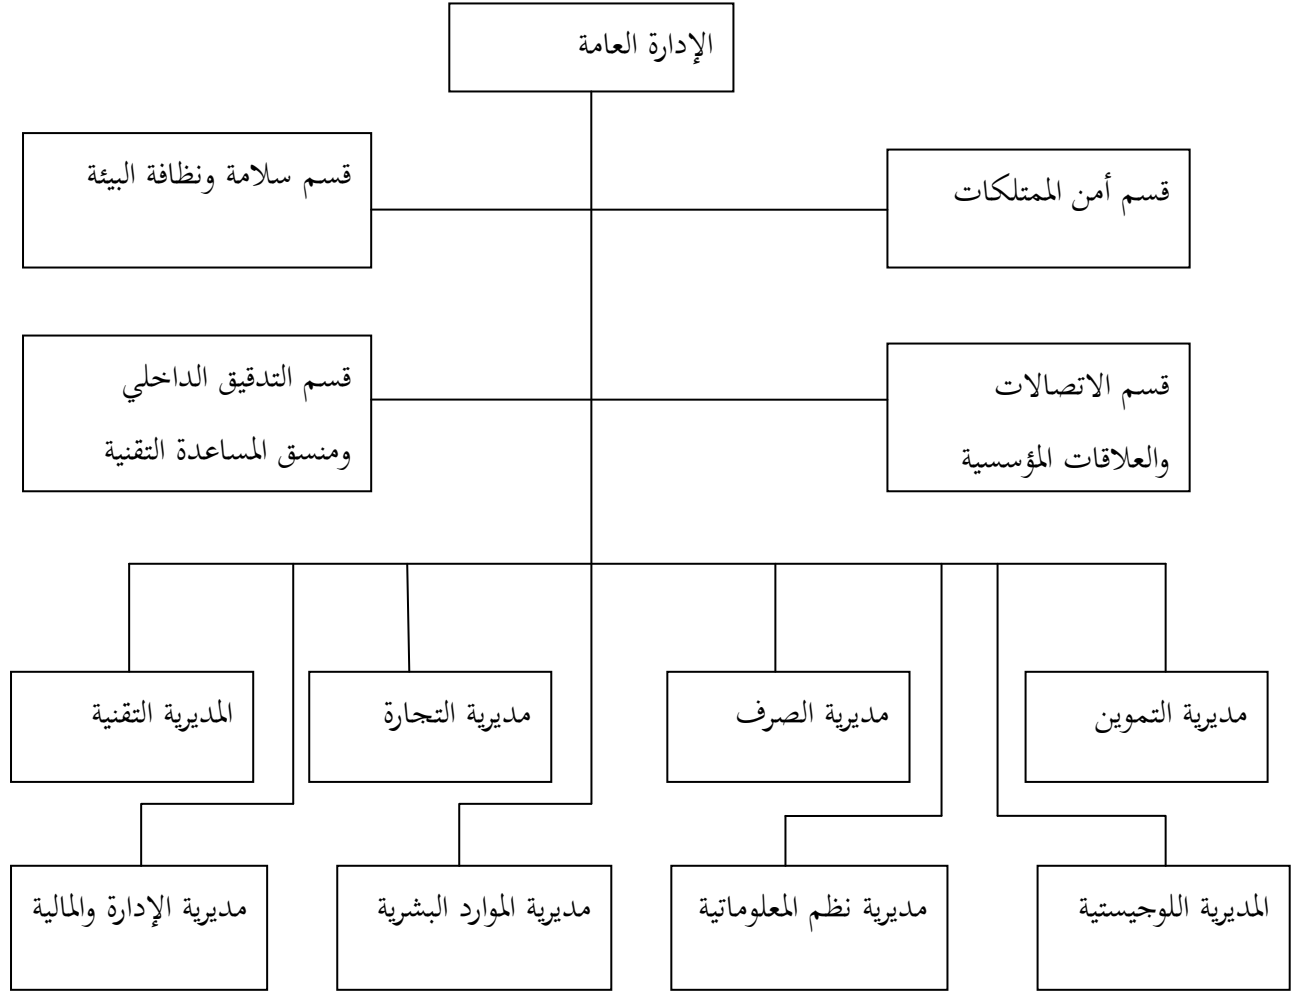 الإدارة العامة
قسم أمن الممتلكات
قسم سلامة ونظافة البيئة
قسم الاتصالات
والعلاقات المؤسسية
قسم التدقيق الداخلي
ومنسق المساعدة التقنية
مديرية التموين
مديرية الصرف
مديرية التجارة
المديرية التقنية
المديرية اللوجيستية
مديرية نظم المعلوماتية
مديرية الموارد البشرية
مديرية الإدارة والمالية